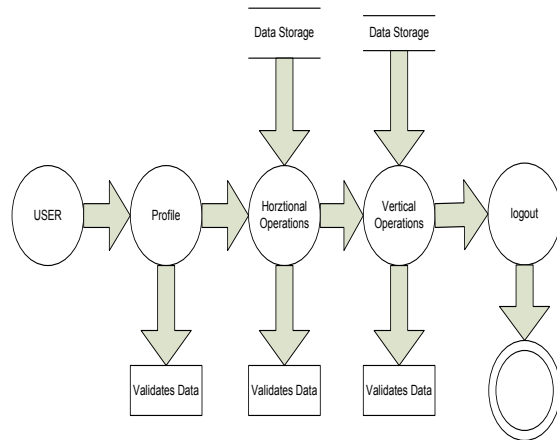 Data Storage
Data Storage
USER
Profile
Horztional
Operations
Vertical
Operations
logout
Validates Data
Validates Data
Validates Data